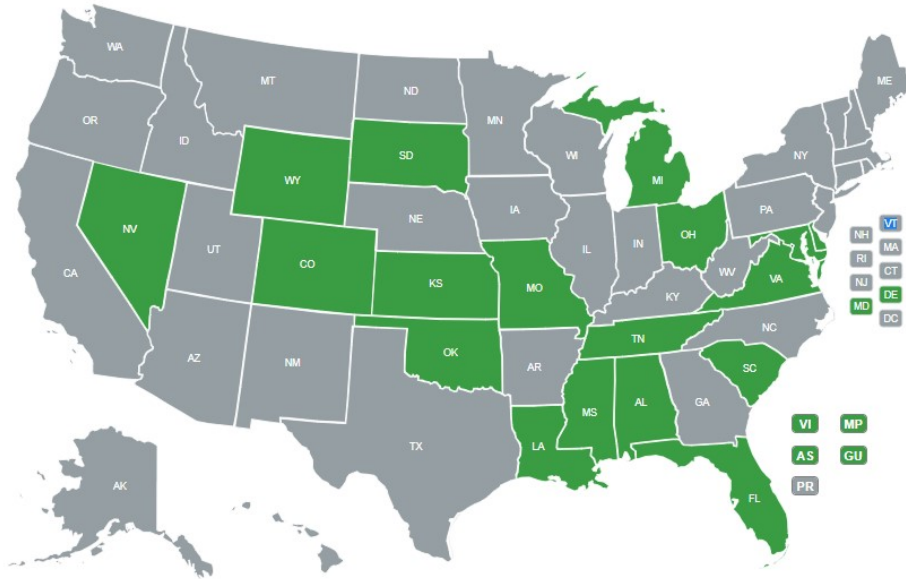 WA
MT
ND
MN
ME
OR
ID
SD
WI
NY
WY
MI
NE
IA
PA
NV
UT
IL
IN
OH
VT
NH
MA
RI
CT
NJ
DE
MD
DC
CA
CO
KS
MO
WV
VA
KY
NC
TN
AZ
NM
OK
AR
SC
MS
AL
GA
TX
LA
FL
VI
MP
AS
GU
PR
AK